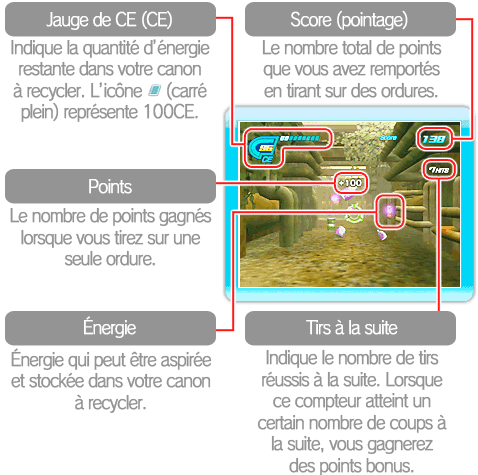 Jauge de CE (CE)
Indique la quantité d'énergie
restante dans votre canon
à recycler. L'icône (carré
plein) représente 100CE.
Score (pointage)
Le nombre total de points
que vous avez remportés
en tirant sur des ordures.
86
CE
SCORE
138
7HITS
+100
Points
Le nombre de points gagnés
lorsque vous tirez sur une
seule ordure.
Énergie
Énergie qui peut être aspirée
et stockée dans votre canon
à recycler.
Tirs à la suite
Indique le nombre de tirs
réussis à la suite. Lorsque
ce compteur atteint un
certain nombre de coups à
la suite, vous gagnerez
des points bonus.